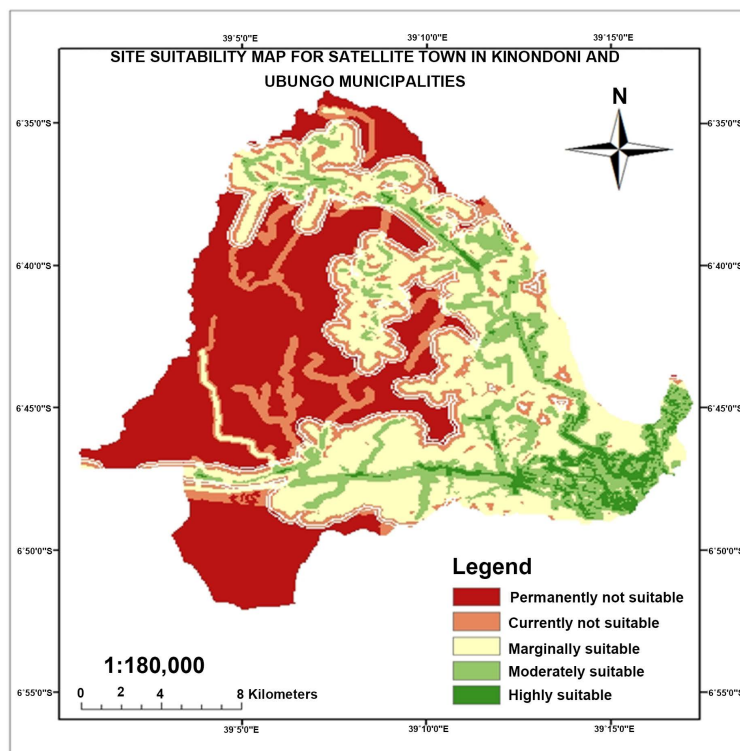 39°5'0"E 39°10'0"E 39°15'0"E
SITE SUITABILITY MAP FOR SATELLITE TOWN IN KINONDONI AND
UBUNGO MUNICIPALITIES
N
6°35'0"S 6°35'0"S
6°40'0"S 6°40'0"S
6°45'0"S 6°45'0"S
6°50'0"S 6°50'0"S
Legend
Permanently not suitable
Currently not suitable
Marginally suitable
Moderately suitable
Highly suitable
1:180,000
0 2 4 8 Kilometers
6°55'0"S 6°55'0"S
39°5'0"E 39°10'0"E 39°15'0"E